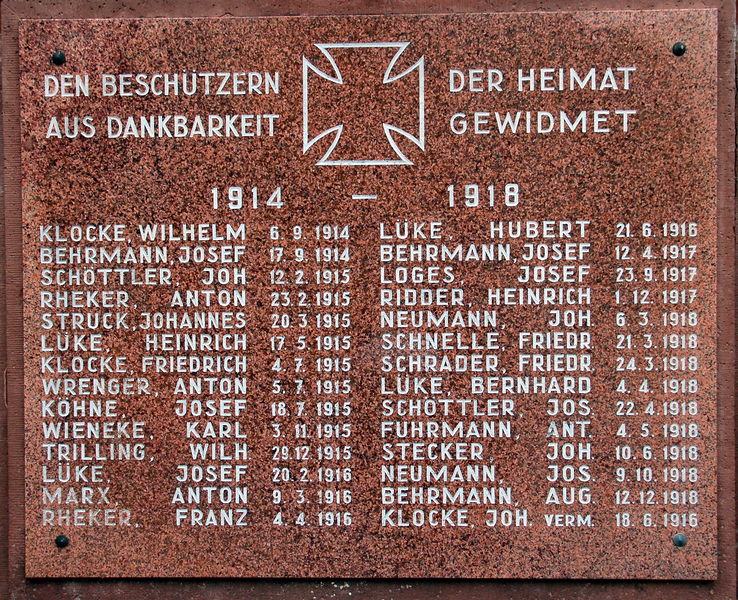 DEN BESCHÜTZERN DER HEIMAT
AUS DANKBARKEIT GEWIDMET
1914 – 1918
KLOCKE, WILHELM 6.9.1914
BEHRMANN, JOSEF 17.9.1914
SCHÖTTLER, JOH 12.2.1915
RHEKER, ANTON 23.2.1915
STRUCK, JOHANNES 20.3.1915
LÜKE, HEINRICH 17.5.1915
KLOCKE, FRIEDRICH 4.7.1915
WRENGER, ANTON 5.7.1915
KÖHNE, JOSEF 18.7.1915
WIENEKE, KARL 3.11.1915
TRILLING, WILH 29.12.1915
LÜKE, JOSEF 20.2.1916
MARX, ANTON 9.3.1916
RHEKER, FRANZ 4.4.1916
LÜKE, HUBERT 21.6.1916
BEHRMANN, JOSEF 12.4.1917
LOGES, JOSEF 23.9.1917
RIDDER, HEINRICH 1.12.1917
NEUMANN, JOH. 6.3.1918
SCHNELLE, FRIEDR 21.3.1918
SCHRADER, FRIEDR. 24.3.1918
LÜKE, BERNHARD 4.4.1918
SCHÖTTLER, JOS. 22.4.1918
FUHRMANN, ANT. 4.5.1918
STECKER, JOH. 10.6.1918
NEUMANN, JOS. 9.10.1918
BEHRMANN, AUG. 12.12.1918
KLOCKE, JOH. VERM. 18.6.1916